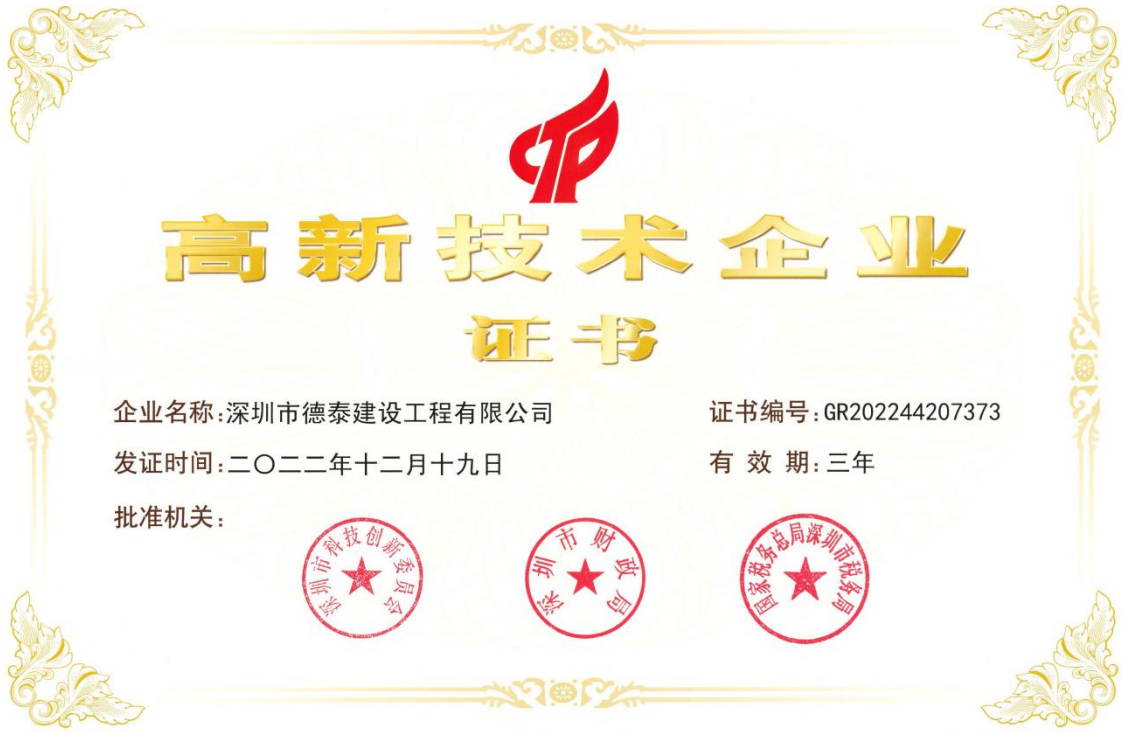 高新技术企业
证书
企业名称:深圳市德泰建设工程有限公司
证书编号:GR202244207373
发证时间:二〇二二年十二月十九日
有效期:三年
批准机关:
深圳市科技创新委员会
深圳市财政局
国家税务总局深圳市税务局